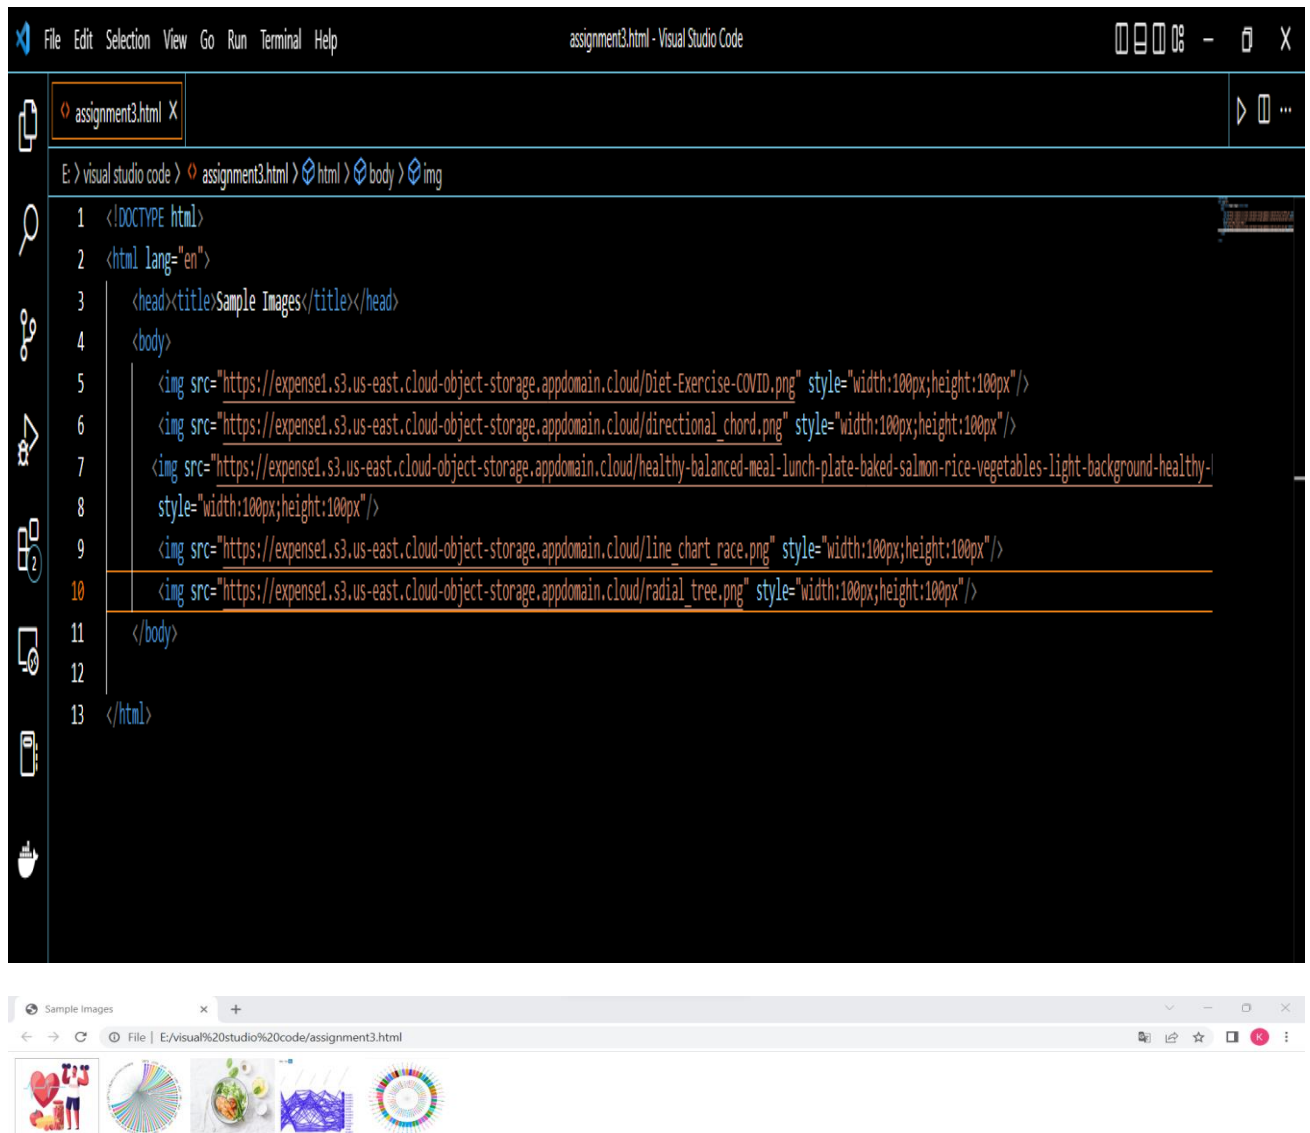 File Edit Selection View Go Run Terminal Help assignment3.html - Visual Studio Code
assignment3.html X
E: > visual studio code > assignment3.html > html > body > img
1 <!DOCTYPE html>
2 <html lang="en">
3 <head><title>Sample Images</title></head>
4 <body>
5 <img src="https://expense1.s3.us-east.cloud-object-storage.appdomain.cloud/Diet-Exercise-COVID.png" style="width:100px;height:100px"/>
6 <img src="https://expense1.s3.us-east.cloud-object-storage.appdomain.cloud/directional_chord.png" style="width:100px;height:100px"/>
7 <img src="https://expense1.s3.us-east.cloud-object-storage.appdomain.cloud/healthy-balanced-meal-lunch-plate-baked-salmon-rice-vegetables-light-background-healthy-
8 style="width:100px;height:100px"/>
9 <img src="https://expense1.s3.us-east.cloud-object-storage.appdomain.cloud/line_chart_race.png" style="width:100px;height:100px"/>
10 <img src="https://expense1.s3.us-east.cloud-object-storage.appdomain.cloud/radial_tree.png" style="width:100px;height:100px"/>
11 </body>
12
13 </html>
2
Sample Images
File | E:/visual%20studio%20code/assignment3.html
K